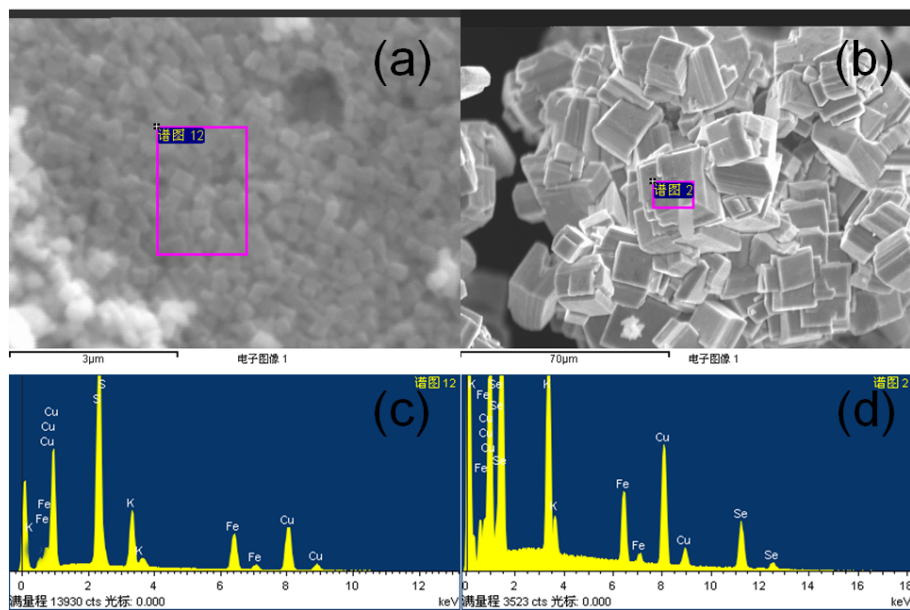 (a)
谱图 12
3μm
电子图像 1
(b)
谱图 2
70μm
电子图像 1
谱图 12
(c)
S
S
Cu
Cu
Cu
Fe
Fe
K
K
K
Fe
Fe
Cu
Cu
0 2 4 6 8 10 12
满量程 13930 cts 光标: 0.000 keV
谱图 2
(d)
K
Se
Fe
Se
Cu
Cu
Cu
Se
Fe
K
K
Fe
Fe
Cu
Cu
Se
Se
2 4 6 8 10 12 14 16 18
满量程 3523 cts 光标: 0.000 keV